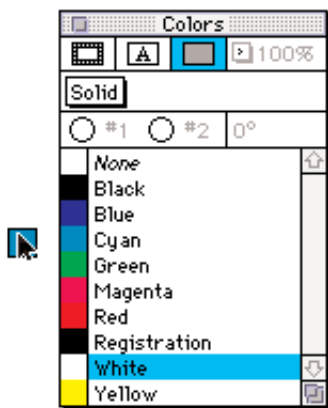 Colors
A 100%
Solid
#1 #2 0°
None
Black
Blue
Cyan
Green
Magenta
Red
Registration
White
Yellow